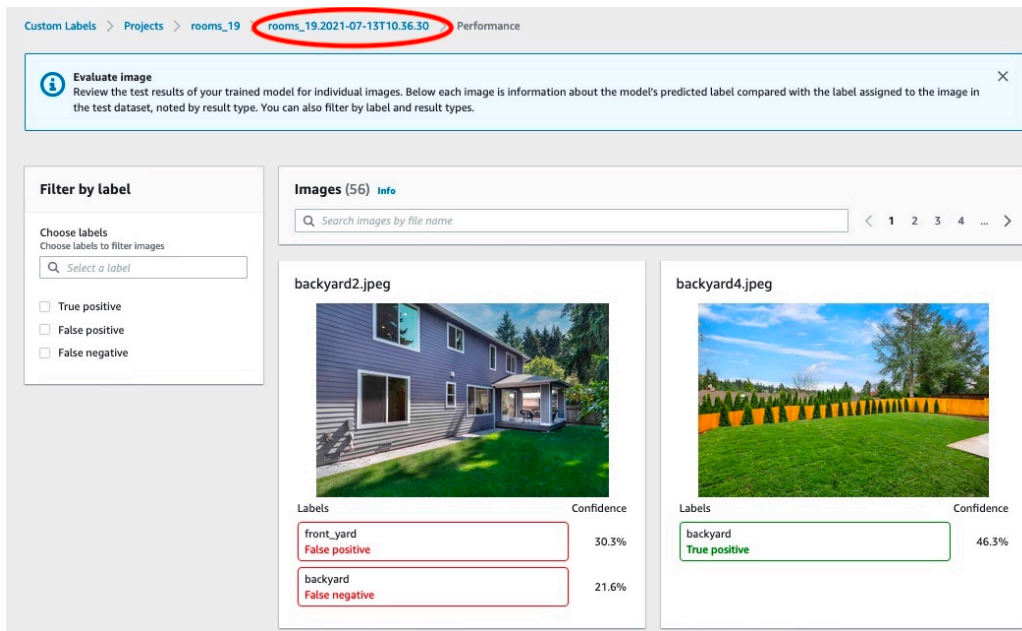 Custom Labels > Projects > rooms_19 > rooms_19.2021-07-13T10.36.30 > Performance
Evaluate image
Review the test results of your trained model for individual images. Below each image is information about the model's predicted label compared with the label assigned to the image in
the test dataset, noted by result type. You can also filter by label and result types.
Filter by label
Choose labels
Choose labels to filter images
Select a label
True positive
False positive
False negative
Images (56) Info
Search images by file name
< 1 2 3 4 ... >
backyard2.jpeg
Labels Confidence
front_yard
False positive
30.3%
backyard
False negative
21.6%
backyard4.jpeg
Labels Confidence
backyard
True positive
46.3%